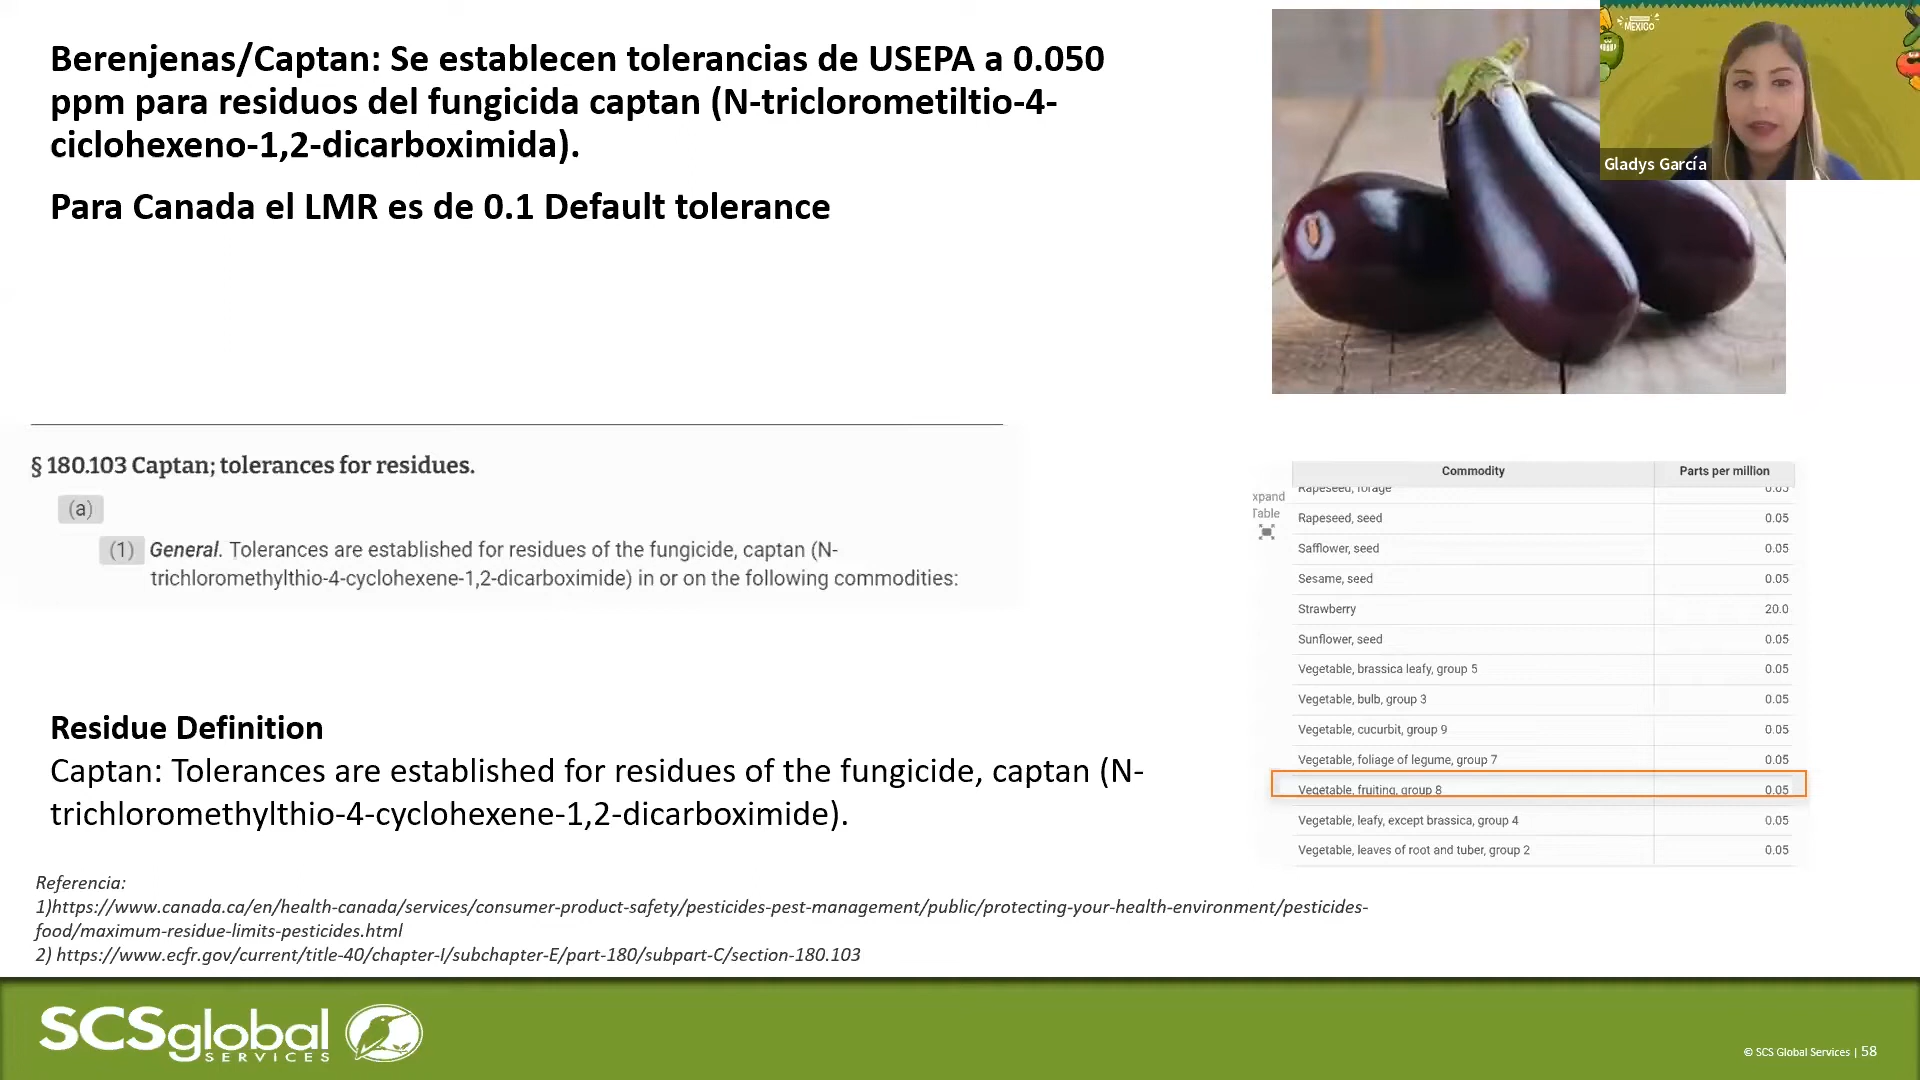 Berenjenas/Captan: Se establecen tolerancias de USEPA a 0.050
ppm para residuos del fungicida captan (N-triclorometiltio-4-
ciclohexeno-1,2-dicarboximida).
Para Canada el LMR es de 0.1 Default tolerance
MÉXICO
Gladys García
§ 180.103 Captan; tolerances for residues.
(a)
(1) General. Tolerances are established for residues of the fungicide, captan (N-
trichloromethylthio-4-cyclohexene-1,2-dicarboximide) in or on the following commodities:
xpand
Table
Commodity Parts per million
Rapeseed, forage 0.05
Rapeseed, seed 0.05
Safflower, seed 0.05
Sesame, seed 0.05
Strawberry 20.0
Sunflower, seed 0.05
Vegetable, brassica leafy, group 5 0.05
Vegetable, bulb, group 3 0.05
Vegetable, cucurbit, group 9 0.05
Vegetable, foliage of legume, group 7 0.05
Vegetable, fruiting, group 8 0.05
Vegetable, leafy, except brassica, group 4 0.05
Vegetable, leaves of root and tuber, group 2 0.05
Residue Definition
Captan: Tolerances are established for residues of the fungicide, captan (N-
trichloromethylthio-4-cyclohexene-1,2-dicarboximide).
Referencia:
1)https://www.canada.ca/en/health-canada/services/consumer-product-safety/pesticides-pest-management/public/protecting-your-health-environment/pesticides-
food/maximum-residue-limits-pesticides.html
2) https://www.ecfr.gov/current/title-40/chapter-I/subchapter-E/part-180/subpart-C/section-180.103
SCSglobal
SERVICES
© SCS Global Services | 58